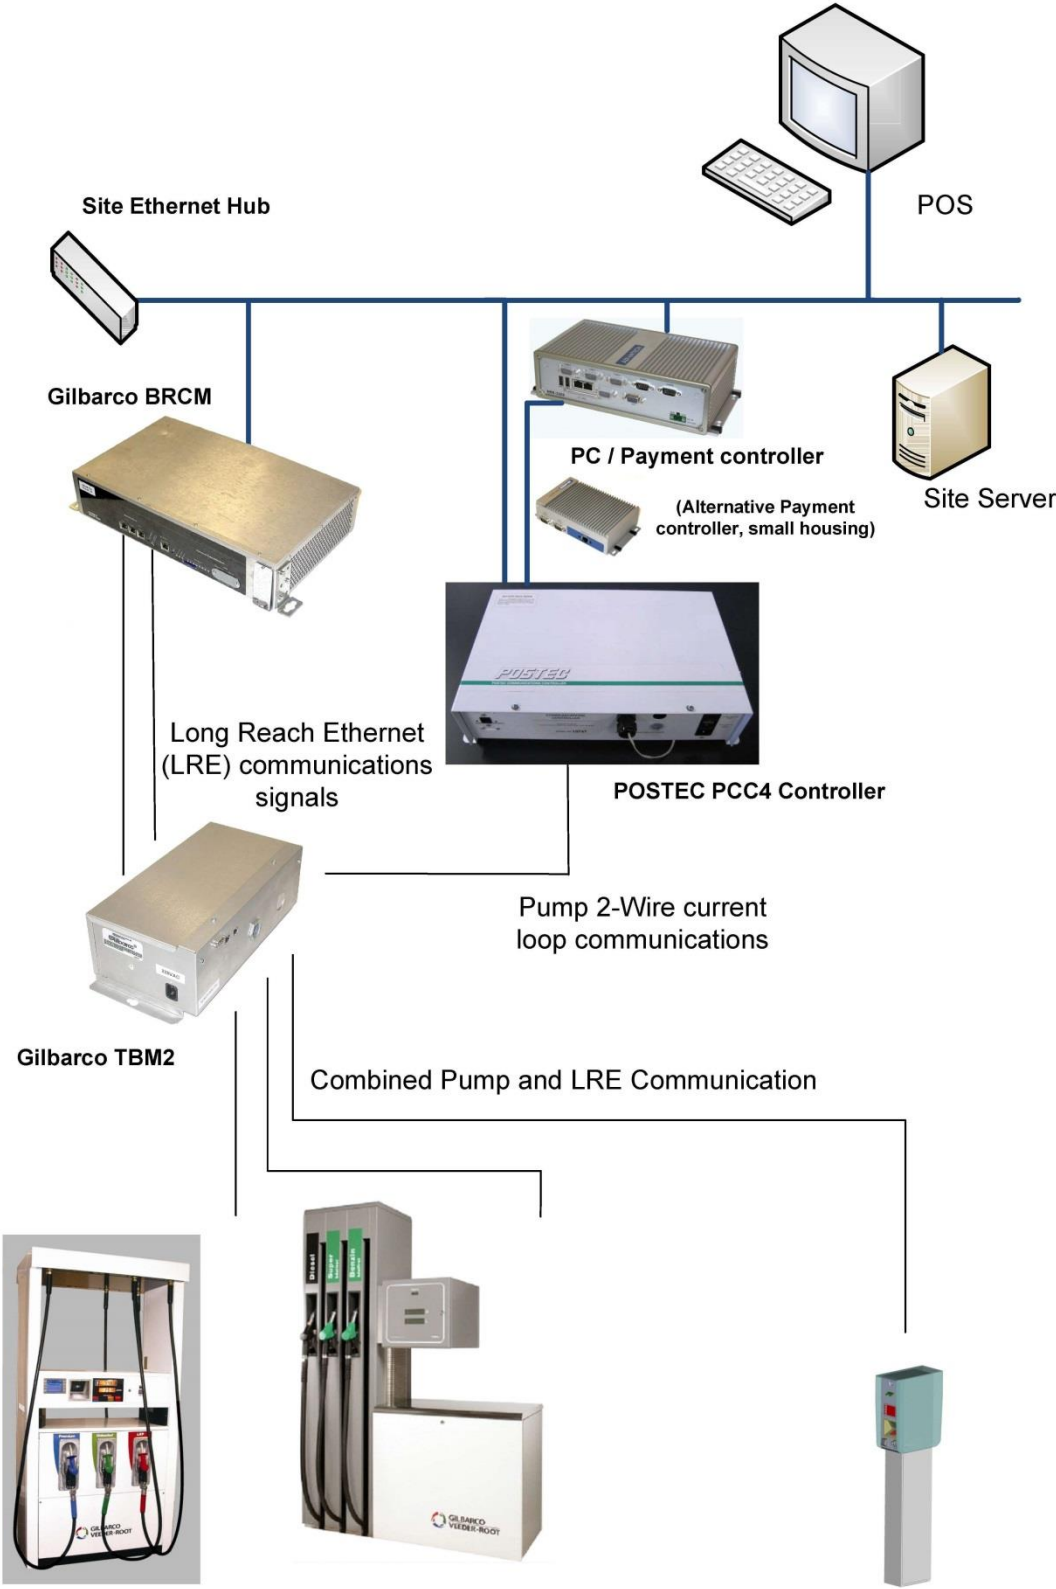 POS
Site Ethernet Hub
Gilbarco BRCM
PC / Payment controller
(Alternative Payment
controller, small housing)
Site Server
POSTEC
Long Reach Ethernet
(LRE) communications
signals
POSTEC PCC4 Controller
Pump 2-Wire current
loop communications
Gilbarco TBM2
Combined Pump and LRE Communication
Diesel
Super
Benzin
GILBARCO
VEEDER-ROOT
GILBARCO
VEEDER-ROOT